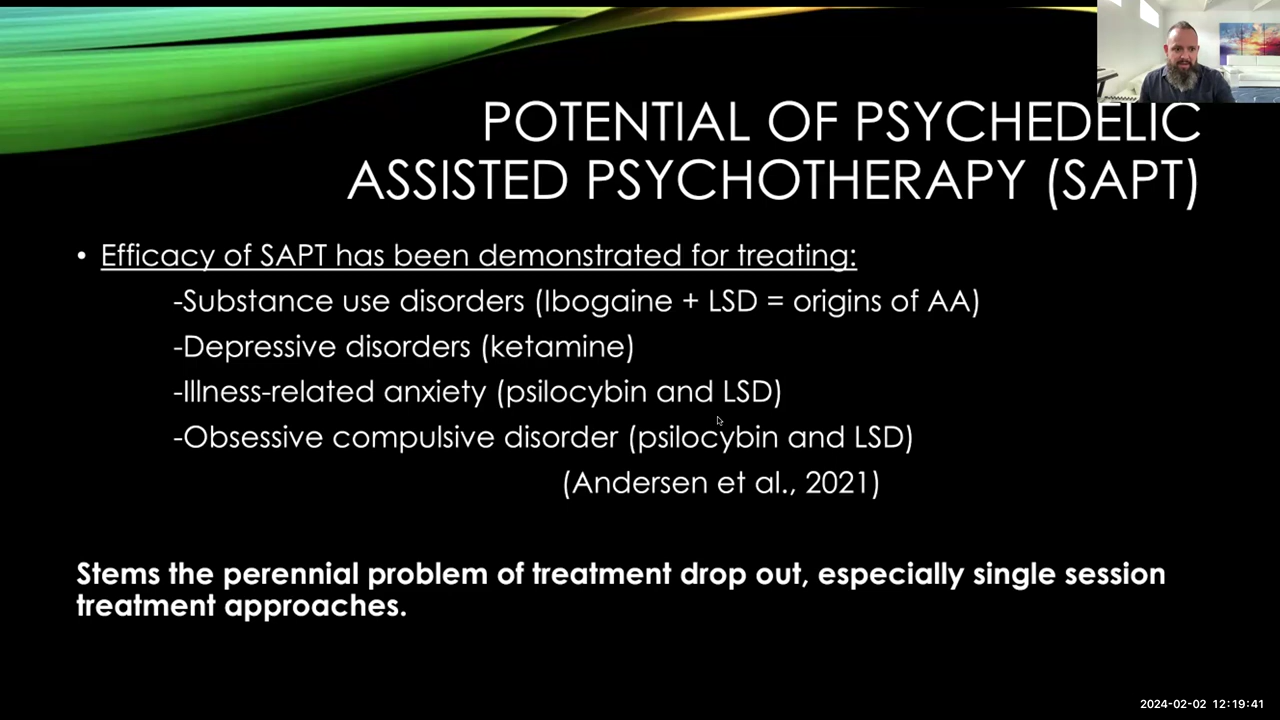 POTENTIAL OF PSYCHEDELIC
ASSISTED PSYCHOTHERAPY (SAPT)
• Efficacy of SAPT has been demonstrated for treating:
-Substance use disorders (Ibogaine + LSD = origins of AA)
-Depressive disorders (ketamine)
-Illness-related anxiety (psilocybin and LSD)
-Obsessive compulsive disorder (psilocybin and LSD)
(Andersen et al., 2021)
Stems the perennial problem of treatment drop out, especially single session
treatment approaches.
2024-02-02 12:19:41